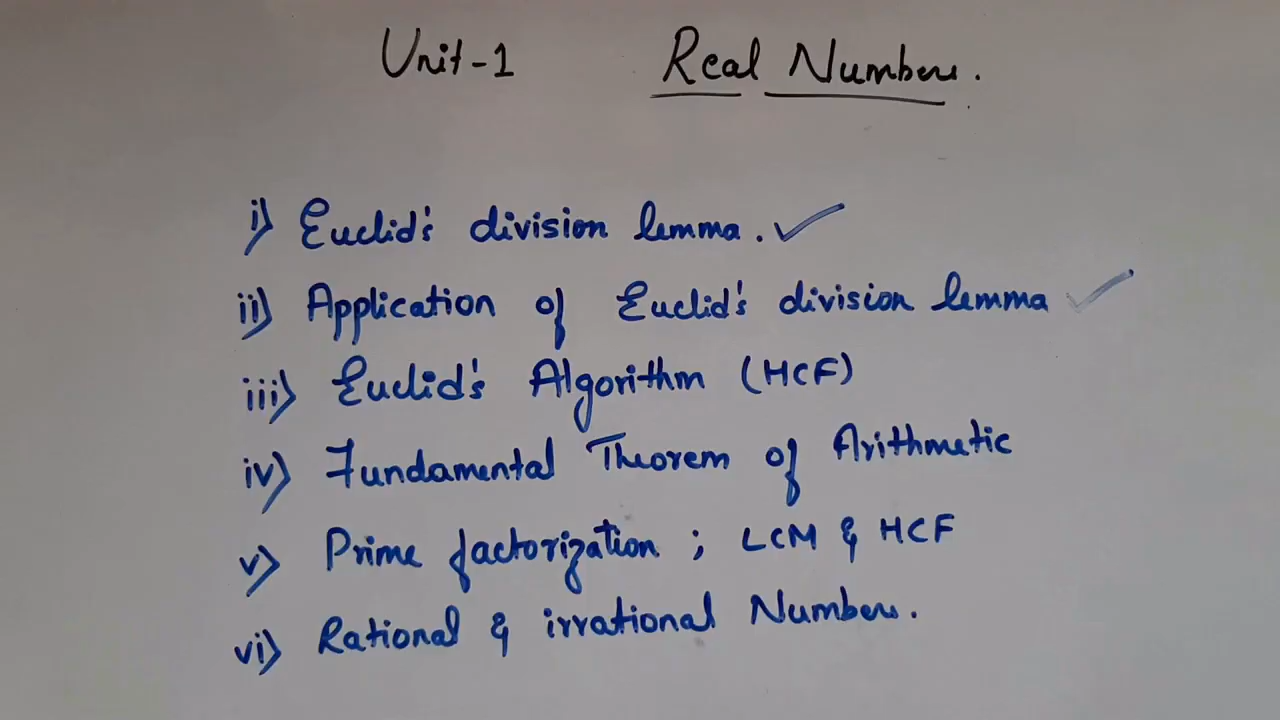 Unit-1 Real Numbers.
i) Euclid's division lemma. ✓
ii) Application of Euclid's division lemma ✓
iii) Euclid's Algorithm (HCF)
iv) Fundamental Theorem of Arithmetic
v) Prime factorization ; LCM & HCF
vi) Rational & irrational Numbers.